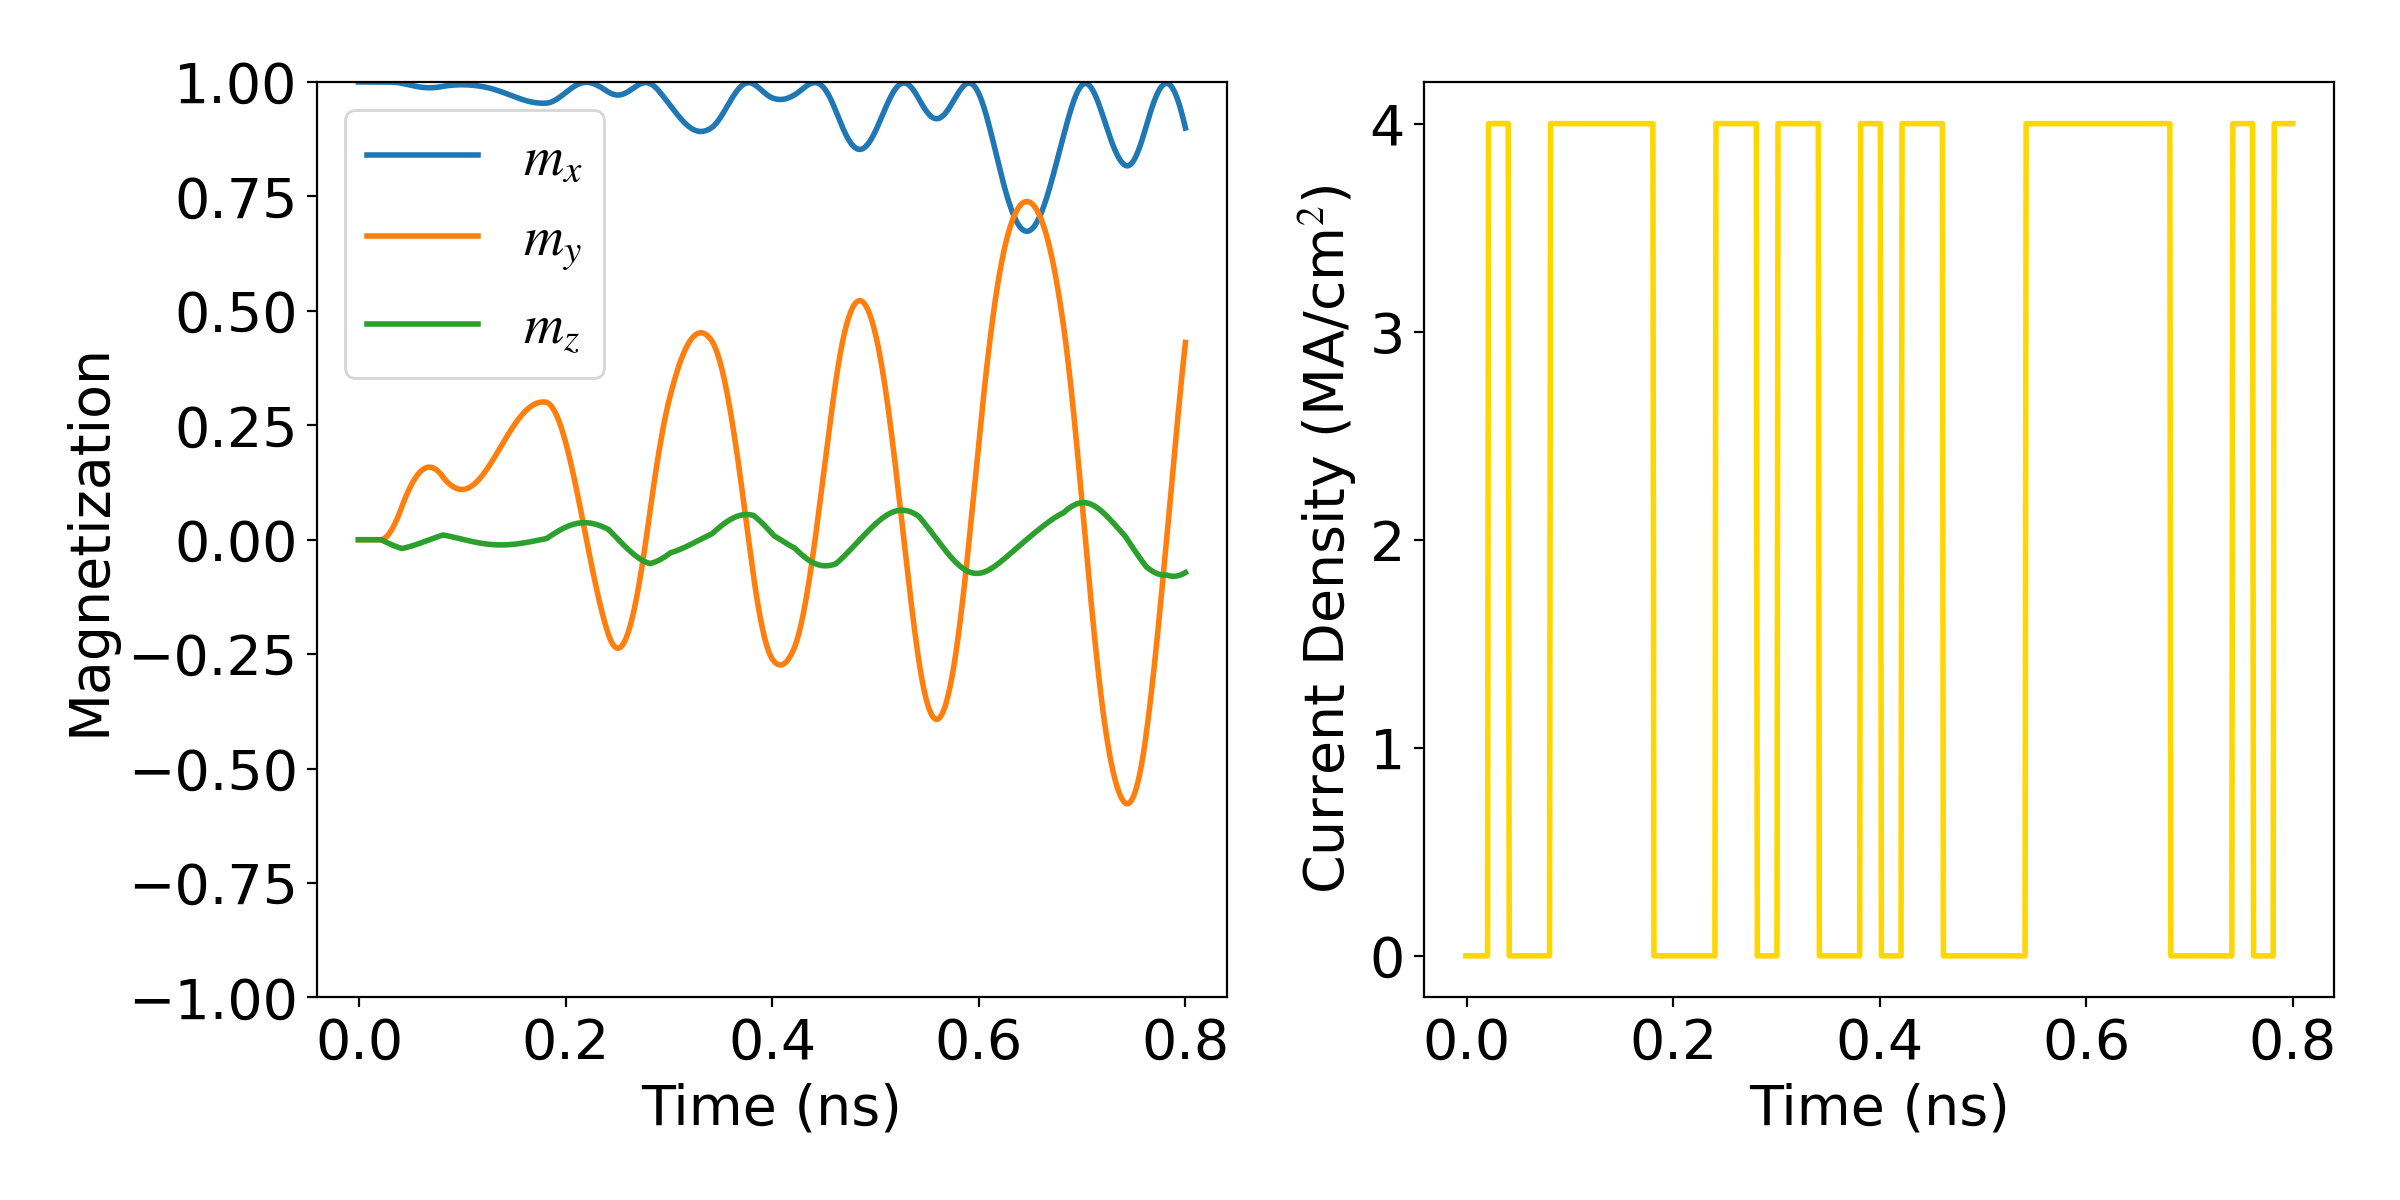 1.00
0.75
0.50
0.25
0.00
−0.25
−0.50
−0.75
−1.00
Magnetization
m_x
m_y
m_z
0.0 0.2 0.4 0.6 0.8
Time (ns)
4
3
2
1
0
Current Density (MA/cm²)
0.0 0.2 0.4 0.6 0.8
Time (ns)